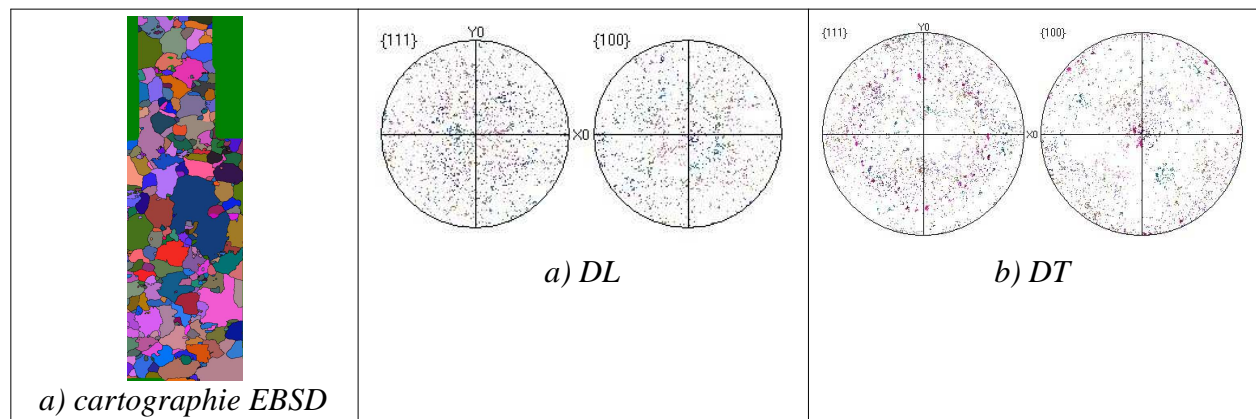 {111}
Y0
{100}
X0
{111}
Y0
{100}
X0
a) DL
b) DT
a) cartographie EBSD